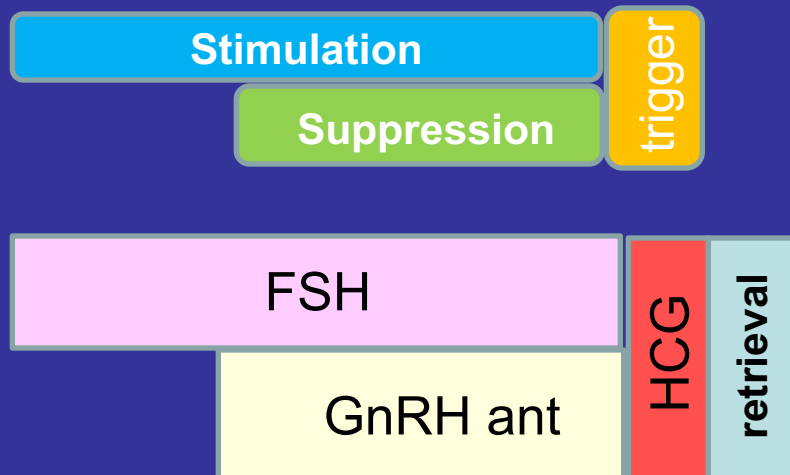 Stimulation
trigger
Suppression
FSH
HCG
retrieval
GnRH ant